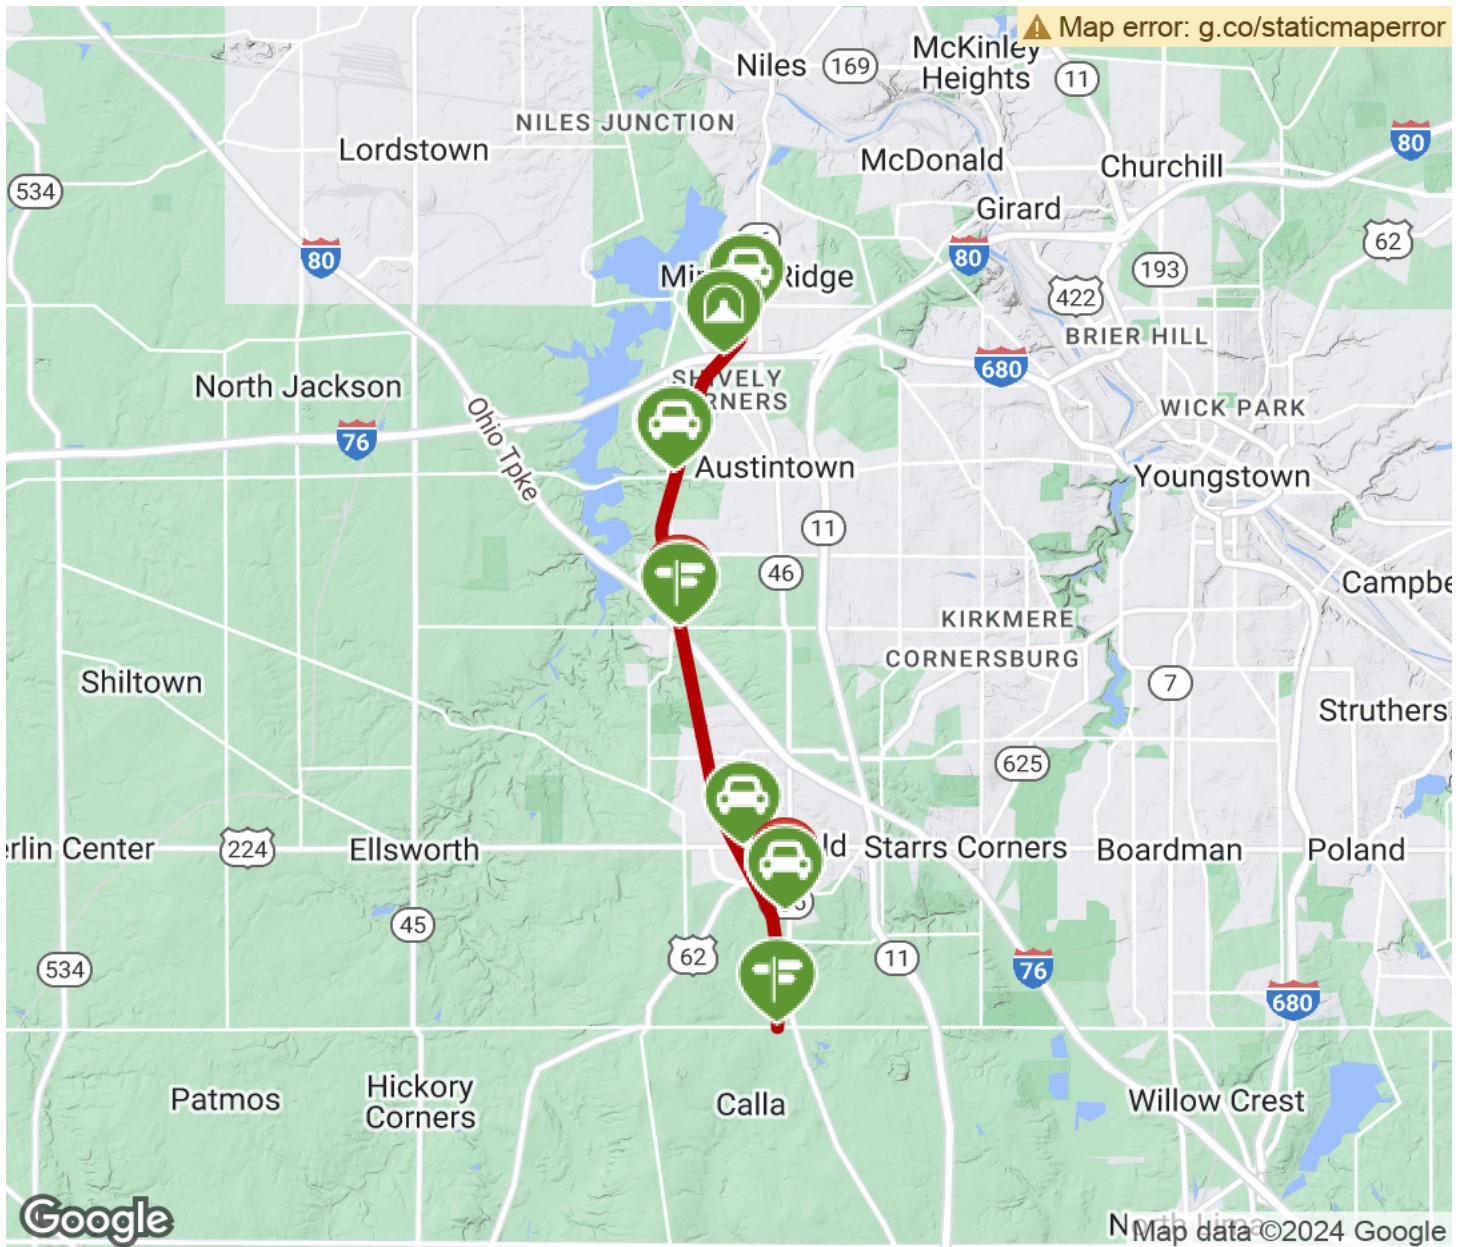 Map error: g.co/staticmaperror
McKinley
Heights
Niles
169
11
NILES JUNCTION
80
Lordstown
McDonald
Churchill
534
Girard
62
80
80
193
Ridge
422
BRIER HILL
680
SHIVELY
North Jackson
WICK PARK
76
Ohio Tpke
Austintown
Youngstown
11
46
KIRKMERE
CORNERSBURG
Shiltown
7
Struthers
625
224
Ellsworth
Starrs Corners
Boardman
Poland
45
62
11
534
76
680
Patmos
Hickory
Corners
Calla
Willow Crest
Google
Map data ©2024 Google